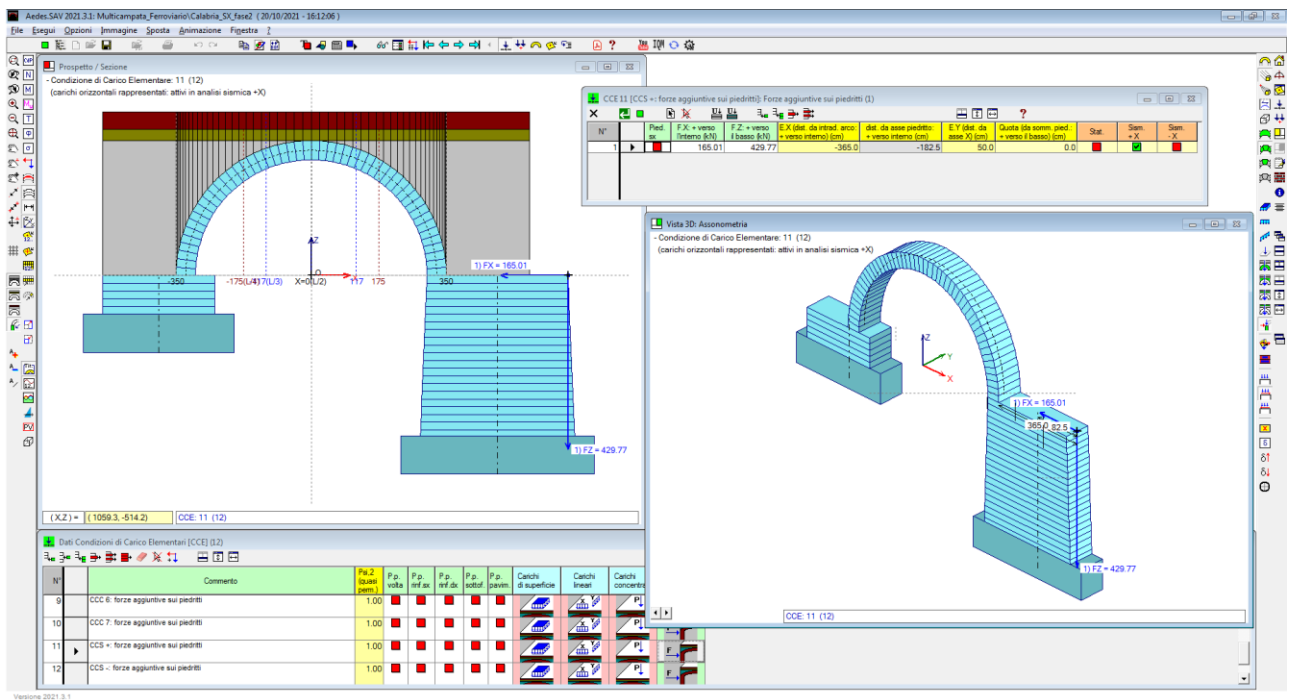 Aedes.SAV 2021.3.1: Multicampata_Ferroviario\Calabria_SX_fase2 ( 20/10/2021 - 16:12:06 )
File Esegui Opzioni Immagine Sposta Animazione Finestra ?
Prospetto / Sezione
- Condizione di Carico Elementare: 11 (12)
(carichi orizzontali rappresentati: attivi in analisi sismica +X)
Z
1) FX = 165.01
-350
X=0(L/2)
117
175
350
1) FZ = 429.77
(X,Z) =
( 1059.3, -514.2)
CCE: 11 (12)
CCE 11 [CCS +: forze aggiuntive sui piedritti]: Forze aggiuntive sui piedritti (1)
N° Pied. sx F.X: + verso l'interno (kN) F.Z: + verso il basso (kN) E.X (dist. da intrad. arco: + verso interno) (cm) dist. da asse piedritto: + verso interno) (cm) E.Y (dist. da asse X) (cm) Quota (da somm. pied.: + verso il basso) (cm) Stat. Sism. + X Sism. - X
1 165.01 429.77 -365.0 -182.5 50.0 0.0
Vista 3D: Assonometria
- Condizione di Carico Elementare: 11 (12)
(carichi orizzontali rappresentati: attivi in analisi sismica +X)
Z
Y
X
1) FX = 165.01
365.0
82.5
1) FZ = 429.77
CCE: 11 (12)
Dati Condizioni di Carico Elementari [CCE] (12)
N° Commento Psi,2 (quasi perm.) P.p. volta P.p. rinf.sx P.p. rinf.dx P.p. sottof. P.p. pavim. Carichi di superficie Carichi lineari Carichi concentra
9 CCC 6: forze aggiuntive sui piedritti 1.00
10 CCC 7: forze aggiuntive sui piedritti 1.00
11 CCS +: forze aggiuntive sui piedritti 1.00
12 CCS -: forze aggiuntive sui piedritti 1.00
Versione 2021.3.1